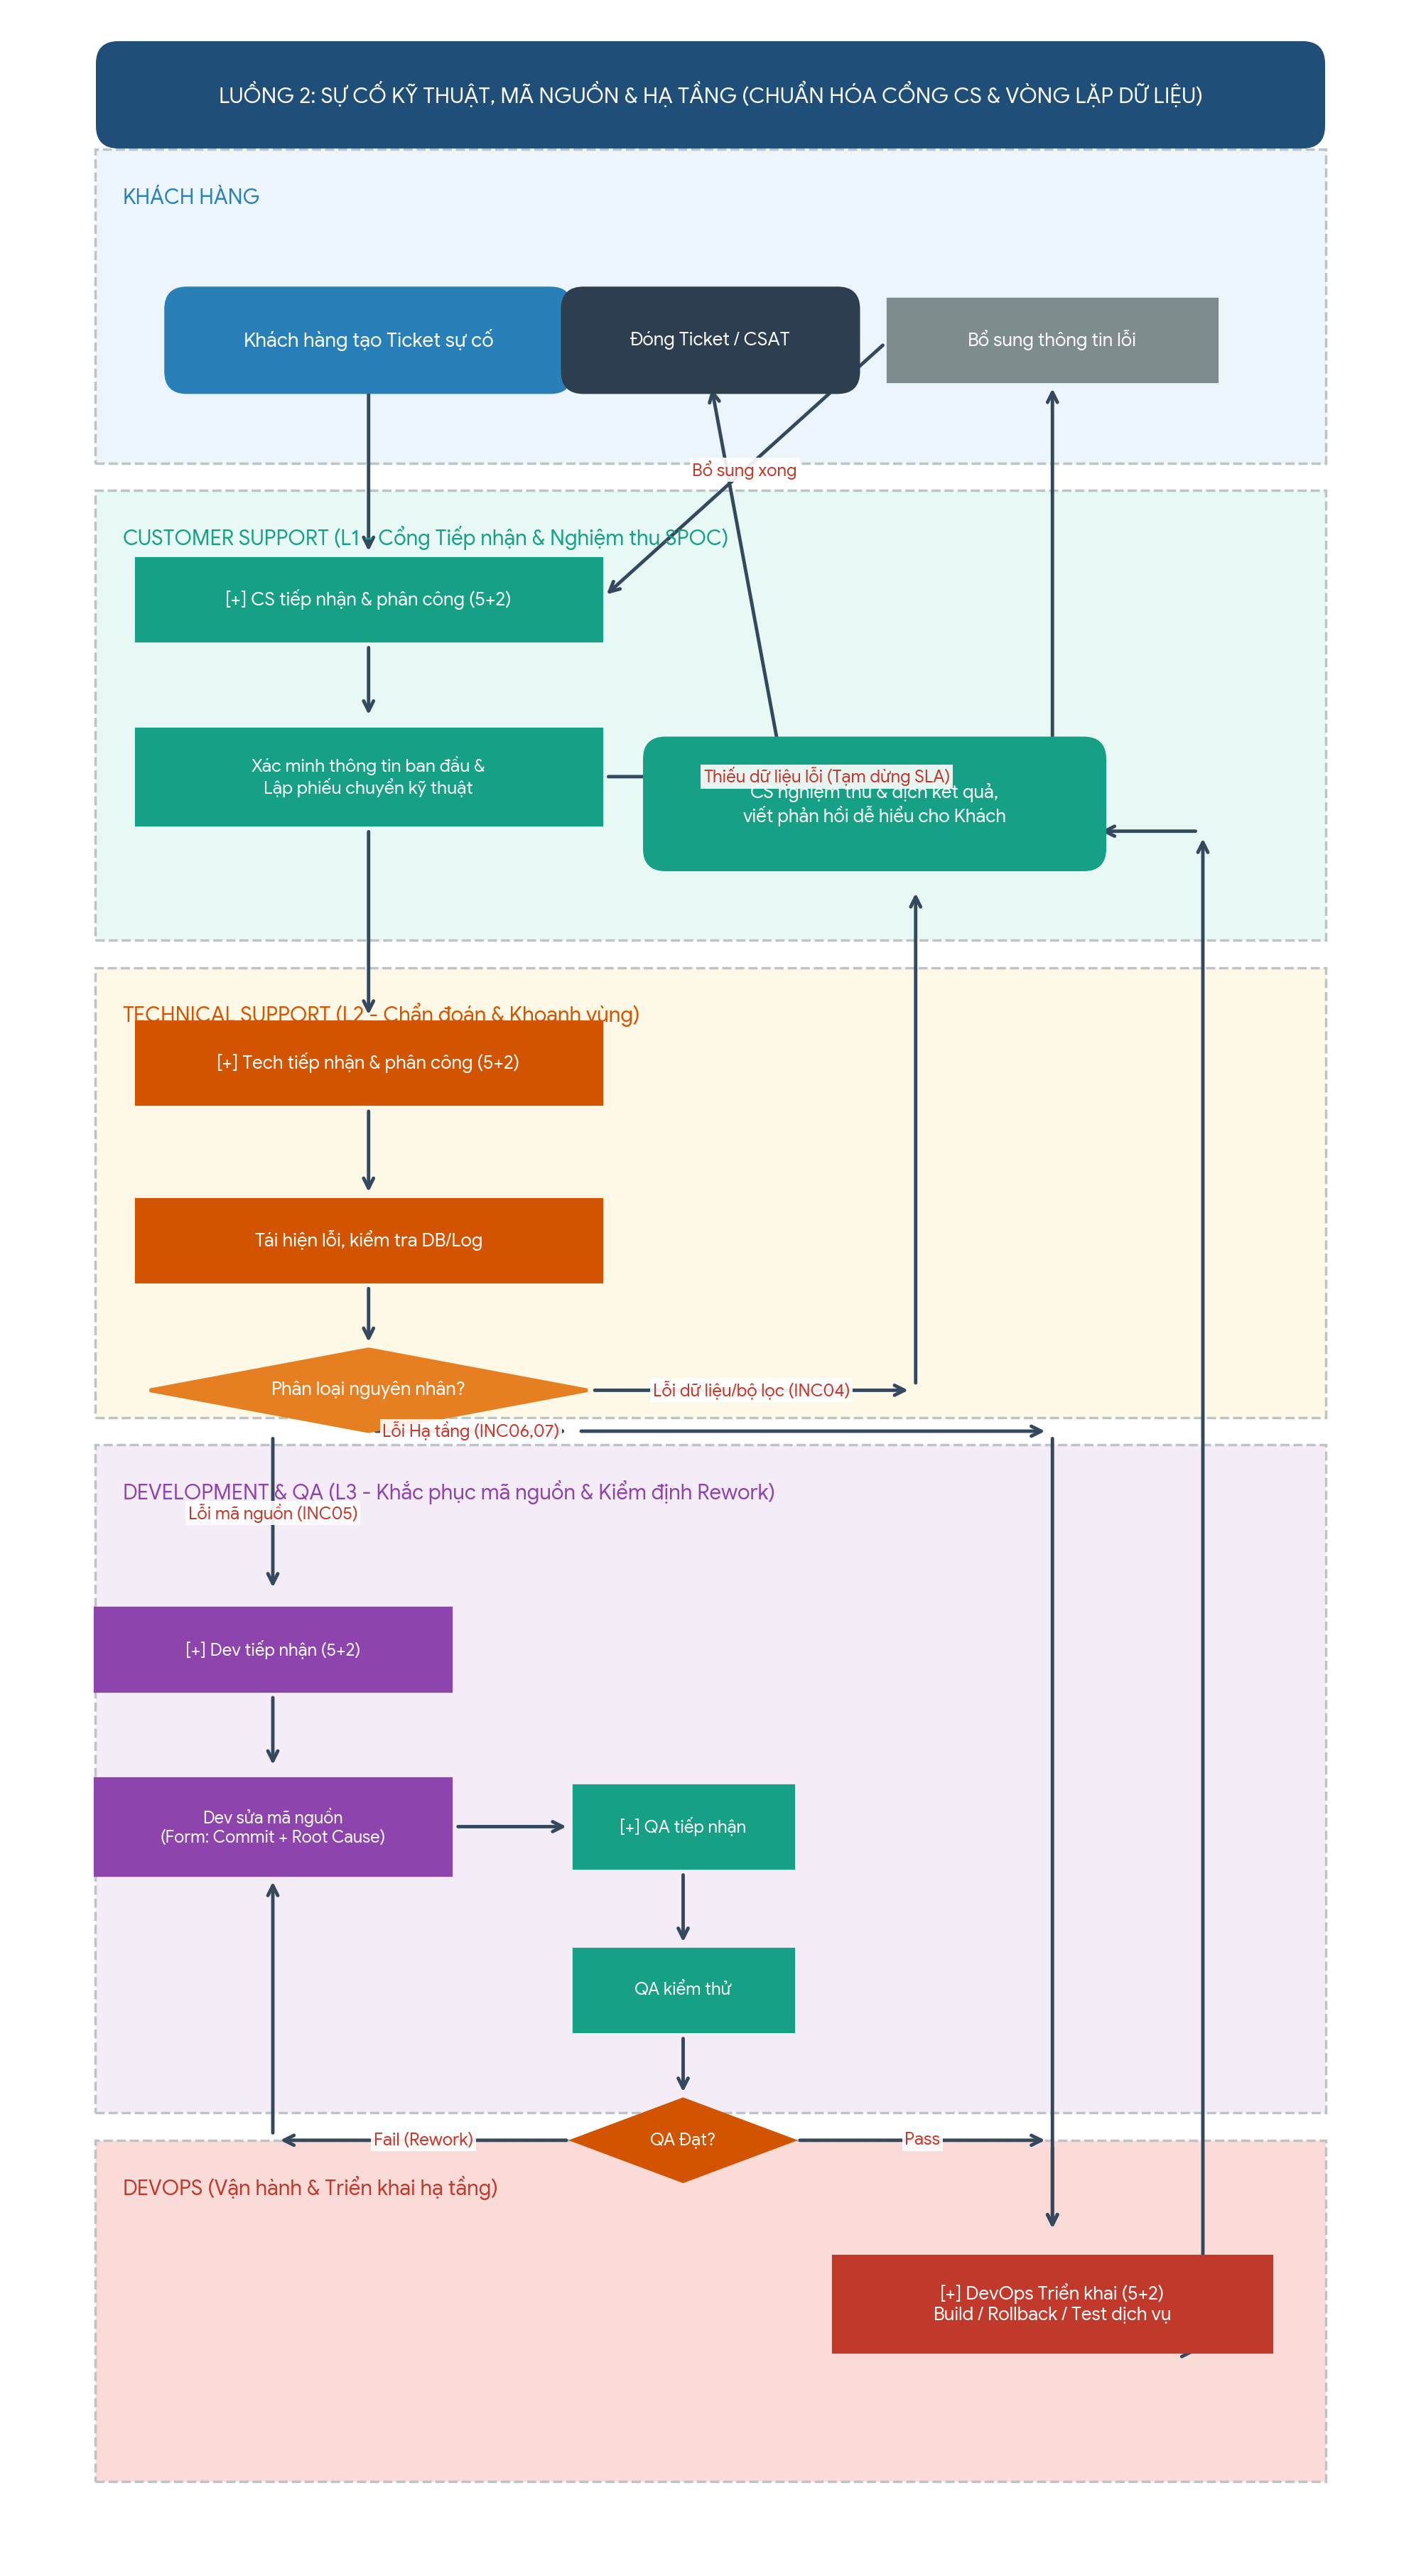 LUỒNG 2: SỰ CỐ KỸ THUẬT, MÃ NGUỒN & HẠ TẦNG (CHUẨN HÓA CỔNG CS & VÒNG LẶP DỮ LIỆU)
KHÁCH HÀNG
Khách hàng tạo Ticket sự cố
Đóng Ticket / CSAT
Bổ sung thông tin lỗi
Bổ sung xong
CUSTOMER SUPPORT (L1 - Cổng Tiếp nhận & Nghiệm thu SPOC)
[+] CS tiếp nhận & phân công (5+2)
Xác minh thông tin ban đầu &
Lập phiếu chuyển kỹ thuật
Thiếu dữ liệu lỗi (Tạm dừng SLA)
CS nghiệm thu & dịch kết quả,
viết phản hồi dễ hiểu cho Khách
TECHNICAL SUPPORT (L2 - Chẩn đoán & Khoanh vùng)
[+] Tech tiếp nhận & phân công (5+2)
Tái hiện lỗi, kiểm tra DB/Log
Phân loại nguyên nhân?
Lỗi dữ liệu/bộ lọc (INC04)
Lỗi Hạ tầng (INC06,07)
DEVELOPMENT & QA (L3 - Khắc phục mã nguồn & Kiểm định Rework)
Lỗi mã nguồn (INC05)
[+] Dev tiếp nhận (5+2)
Dev sửa mã nguồn
(Form: Commit + Root Cause)
[+] QA tiếp nhận
QA kiểm thử
Fail (Rework)
QA Đạt?
Pass
DEVOPS (Vận hành & Triển khai hạ tầng)
[+] DevOps Triển khai (5+2)
Build / Rollback / Test dịch vụ